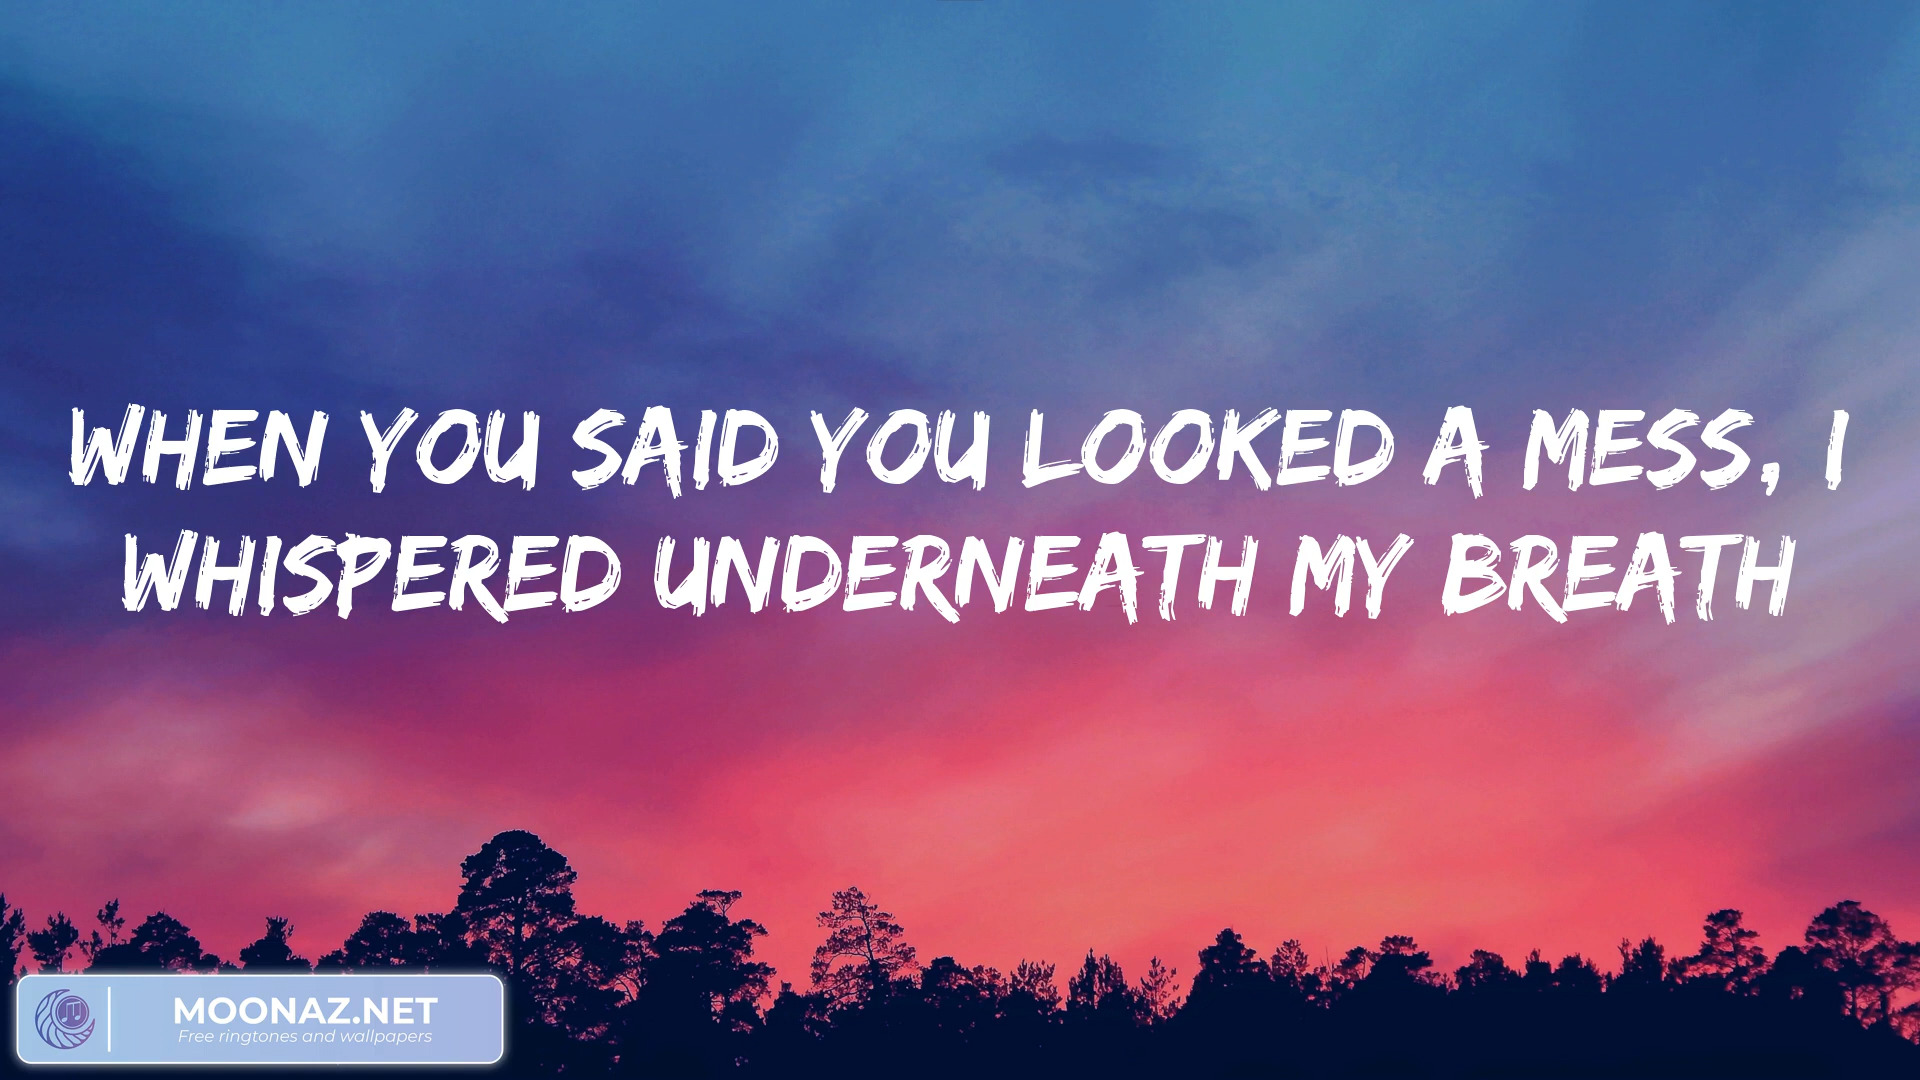 WHEN YOU SAID YOU LOOKED A MESS, I
WHISPERED UNDERNEATH MY BREATH
MOONAZ.NET
Free ringtones and wallpapers